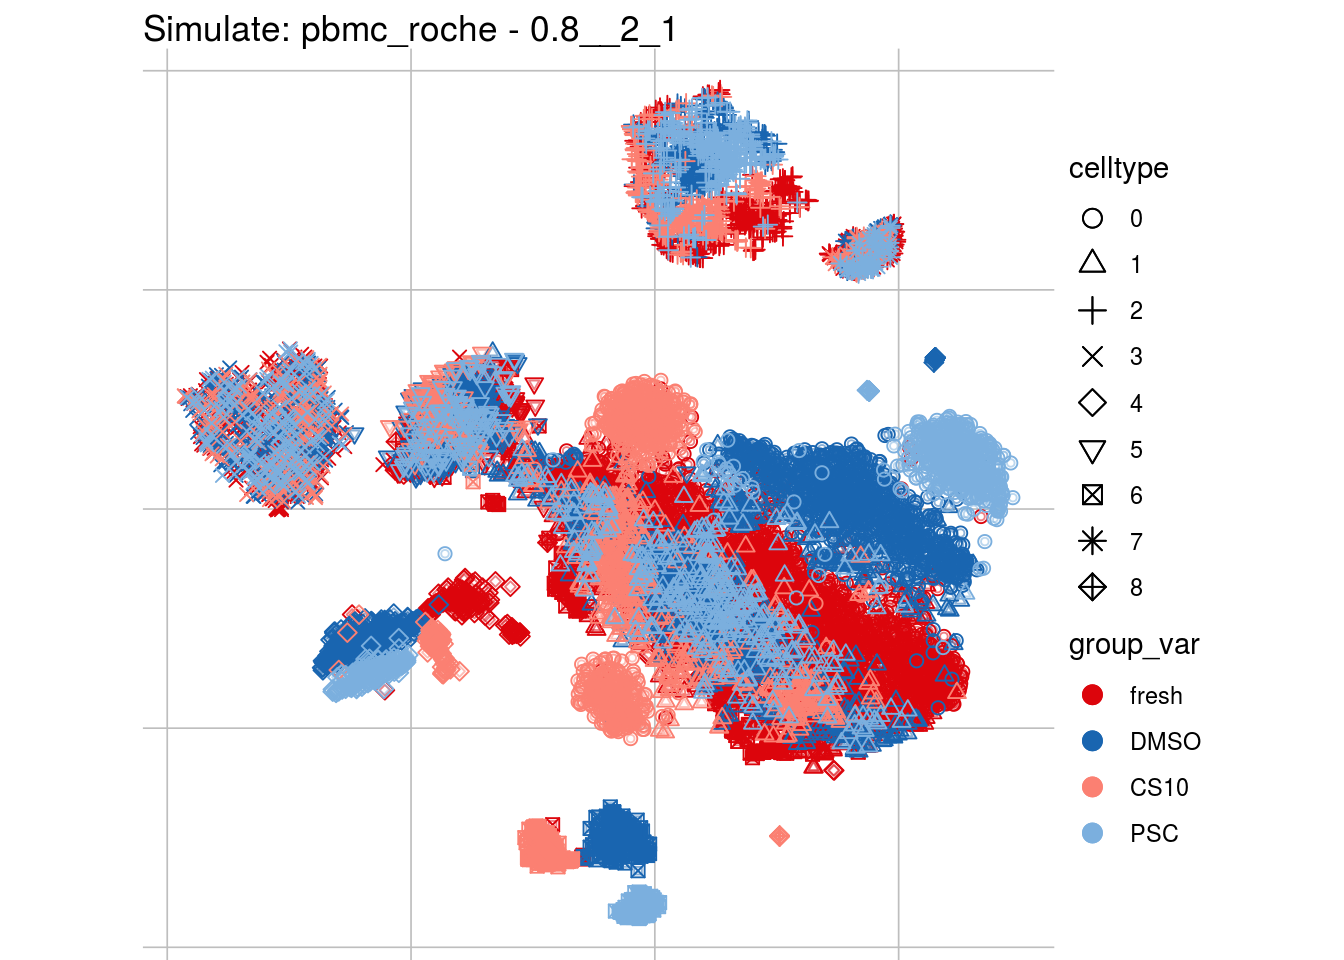 Simulate: pbmc_roche - 0.8__2_1
celltype
0
1
2
3
4
5
6
7
8
group_var
fresh
DMSO
CS10
PSC